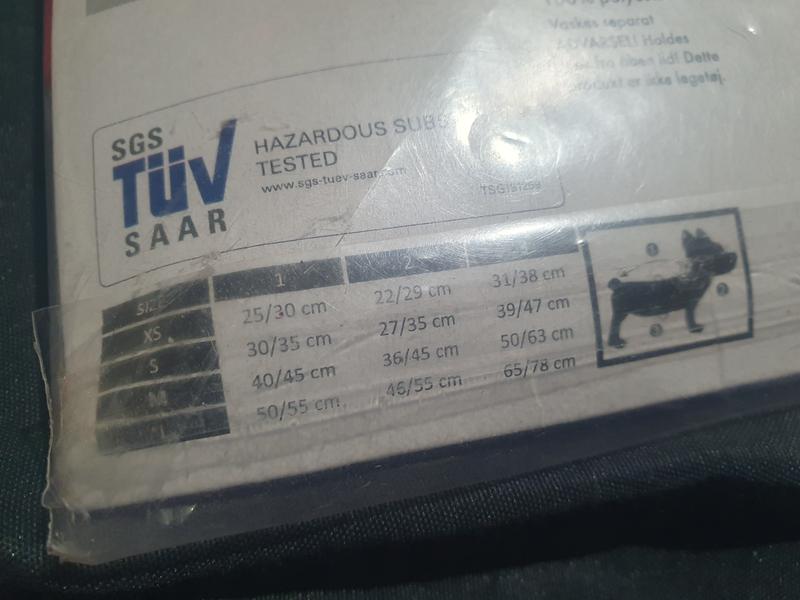 Vaskes separat
ADVARSEL! Holdes
fra åben ild! Dette
produkt er ikke legetøj.
SGS
TÜV
SAAR
HAZARDOUS SUBS
TESTED
www.sgs-tuev-saar.com
SIZE 1 2
XS 25/30 cm 22/29 cm 31/38 cm
S 30/35 cm 27/35 cm 39/47 cm
M 40/45 cm 36/45 cm 50/63 cm
50/55 cm 46/55 cm 65/78 cm
1
2
3